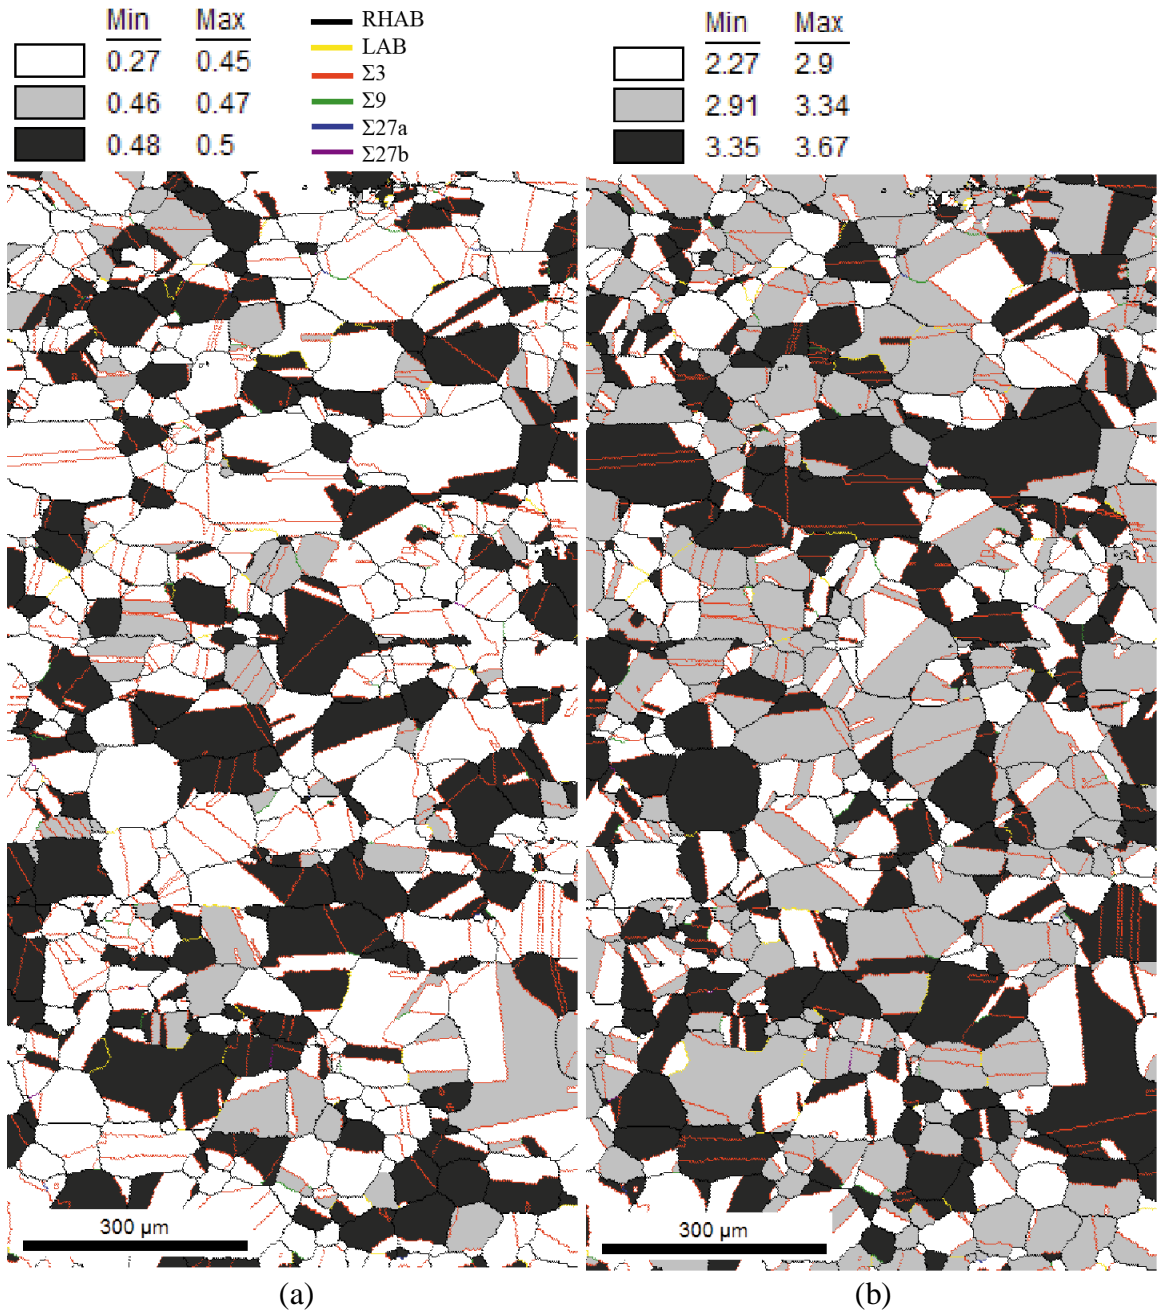 Min Max
0.27 0.45
0.46 0.47
0.48 0.5
RHAB
LAB
Σ3
Σ9
Σ27a
Σ27b
Min Max
2.27 2.9
2.91 3.34
3.35 3.67
300 µm
300 µm
(a)
(b)